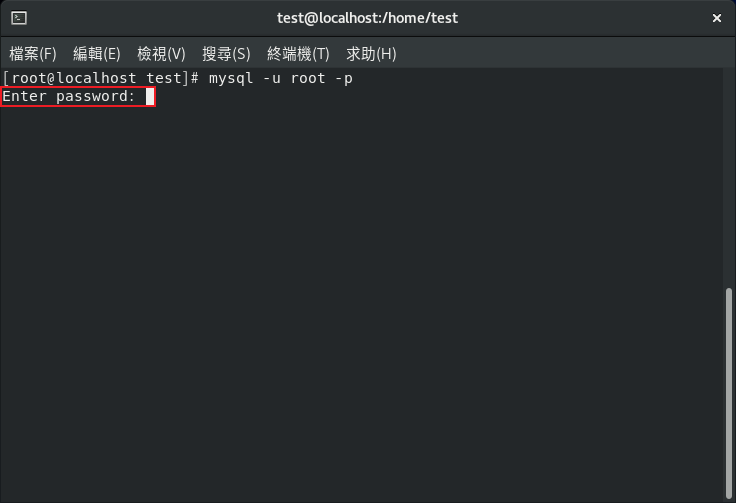 test@localhost:/home/test
檔案(F) 編輯(E) 檢視(V) 搜尋(S) 終端機(T) 求助(H)
[root@localhost test]# mysql -u root -p
Enter password: